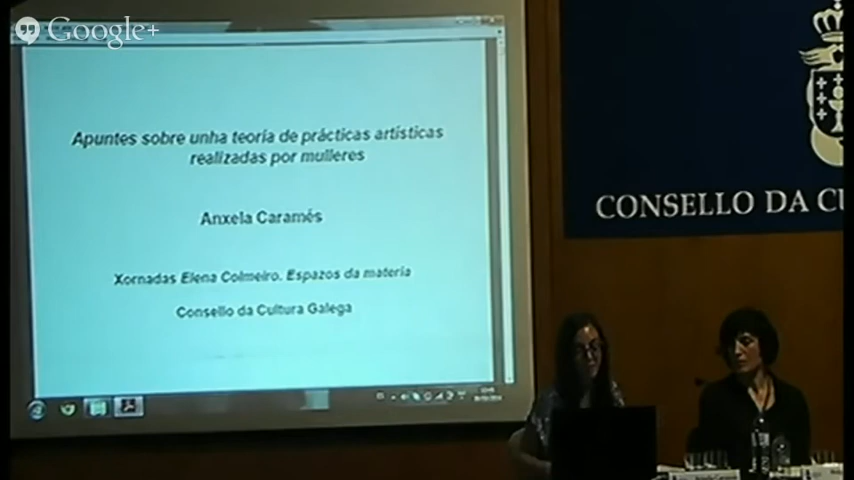 Google+
Apuntes sobre unha teoría de prácticas artísticas
realizadas por mulleres
Anxela Caramés
Xornadas Elena Colmeiro. Espazos da materia
Consello da Cultura Galega
CONSELLO DA CU